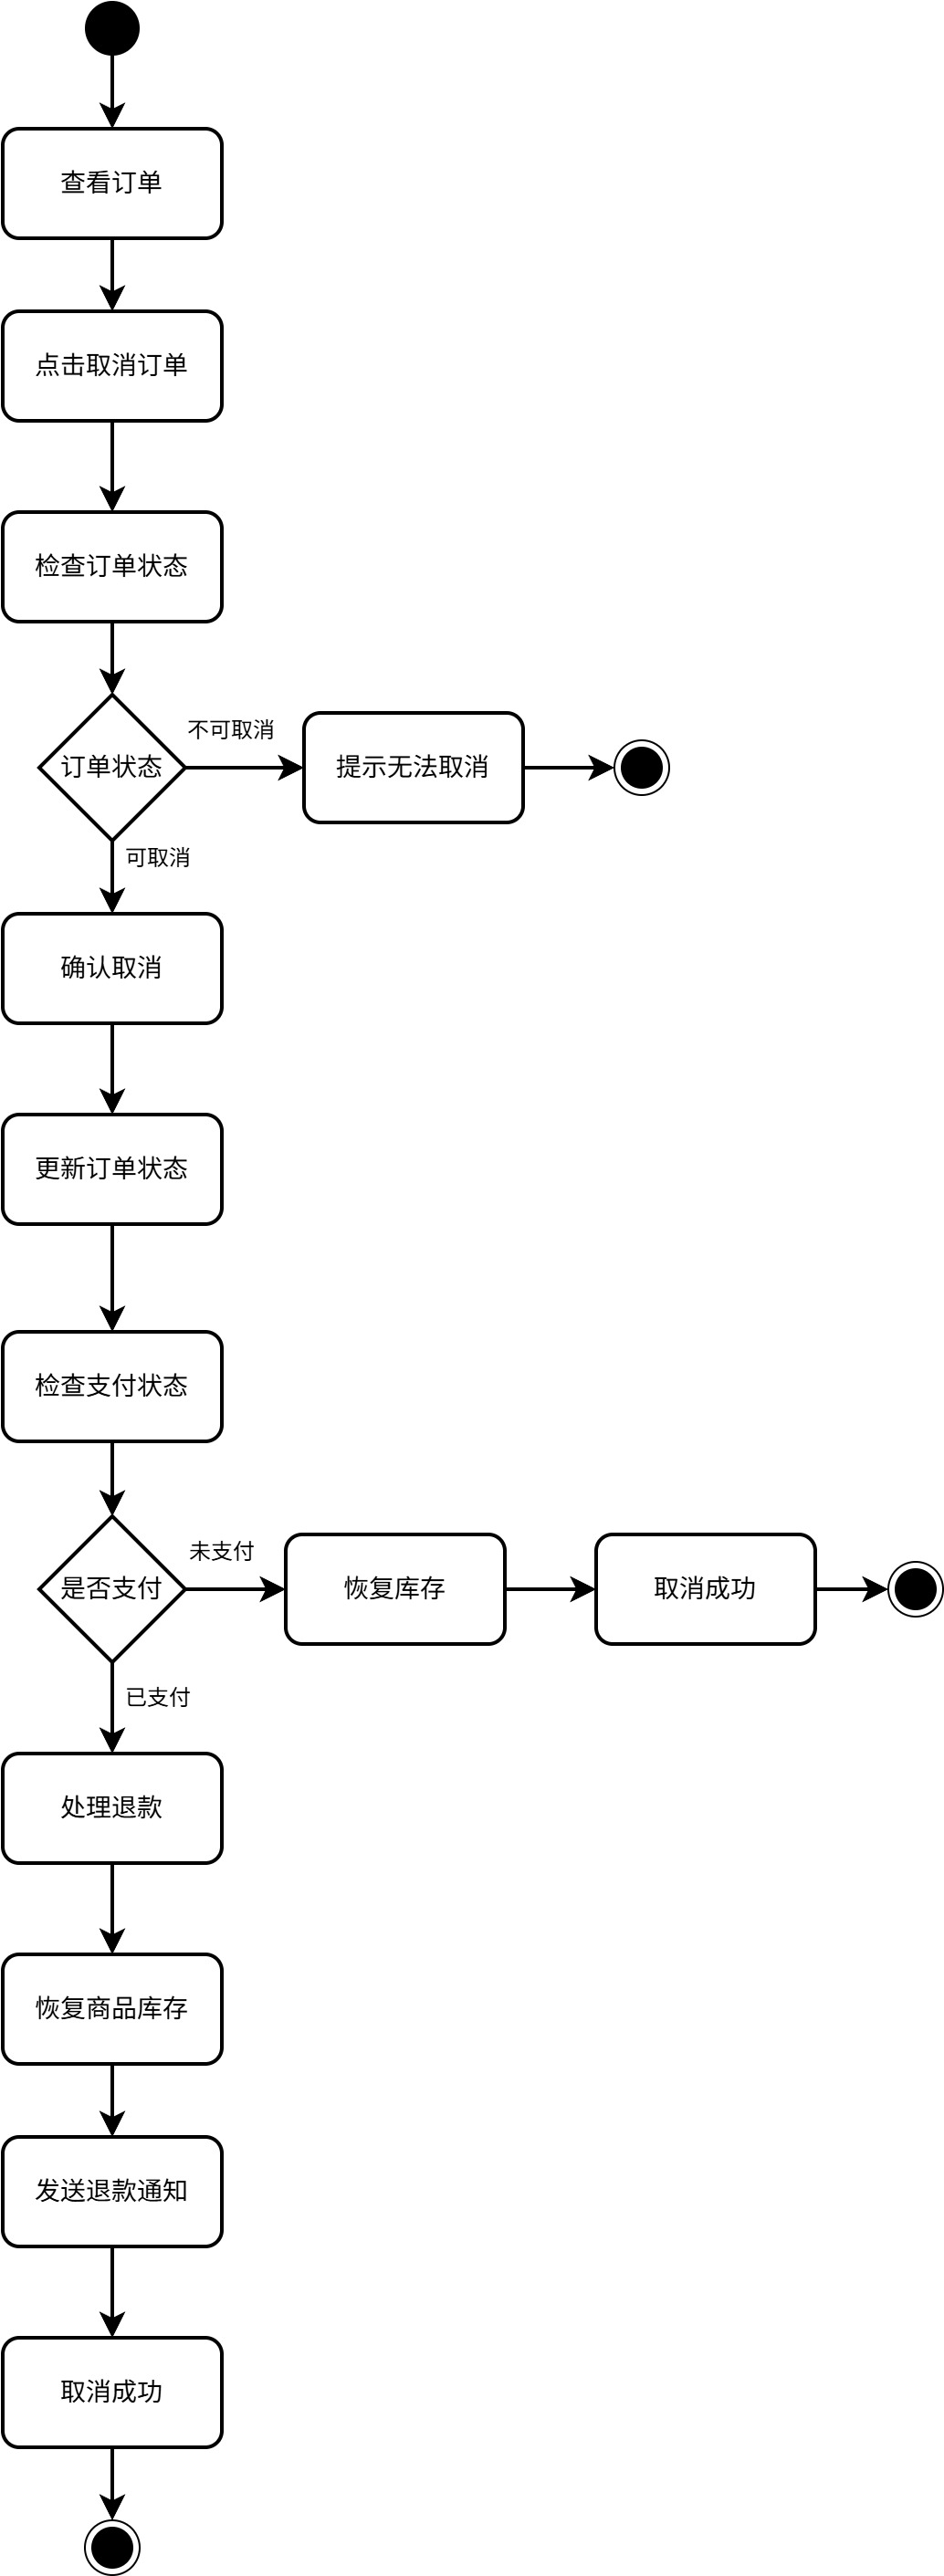 查看订单
点击取消订单
检查订单状态
不可取消
订单状态
提示无法取消
可取消
确认取消
更新订单状态
检查支付状态
未支付
是否支付
恢复库存
取消成功
已支付
处理退款
恢复商品库存
发送退款通知
取消成功